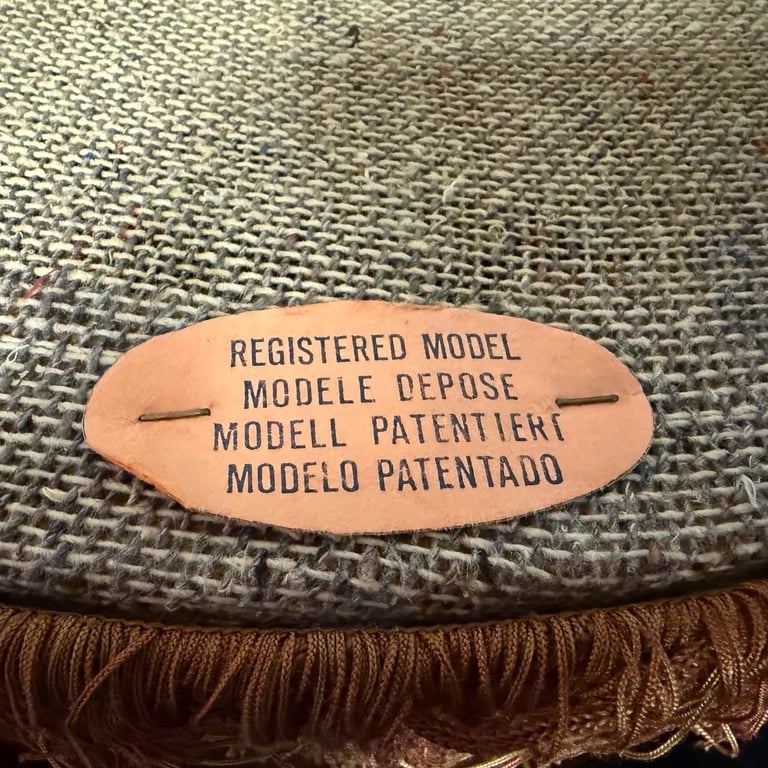 REGISTERED MODEL
MODELE DEPOSE
MODELL PATENTIERT
MODELO PATENTADO